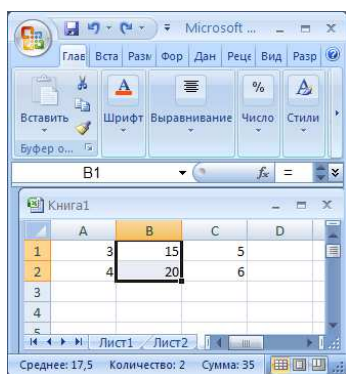 Microsoft ...
Глав Вста Разм Фор Дан Реце Вид Разр
Вставить Шрифт Выравнивание Число Стили
Буфер о...
B1 fx =
Книга1
A B C D
1 3 15 5
2 4 20 6
3
4
5
Лист1 Лист2
Среднее: 17,5 Количество: 2 Сумма: 35